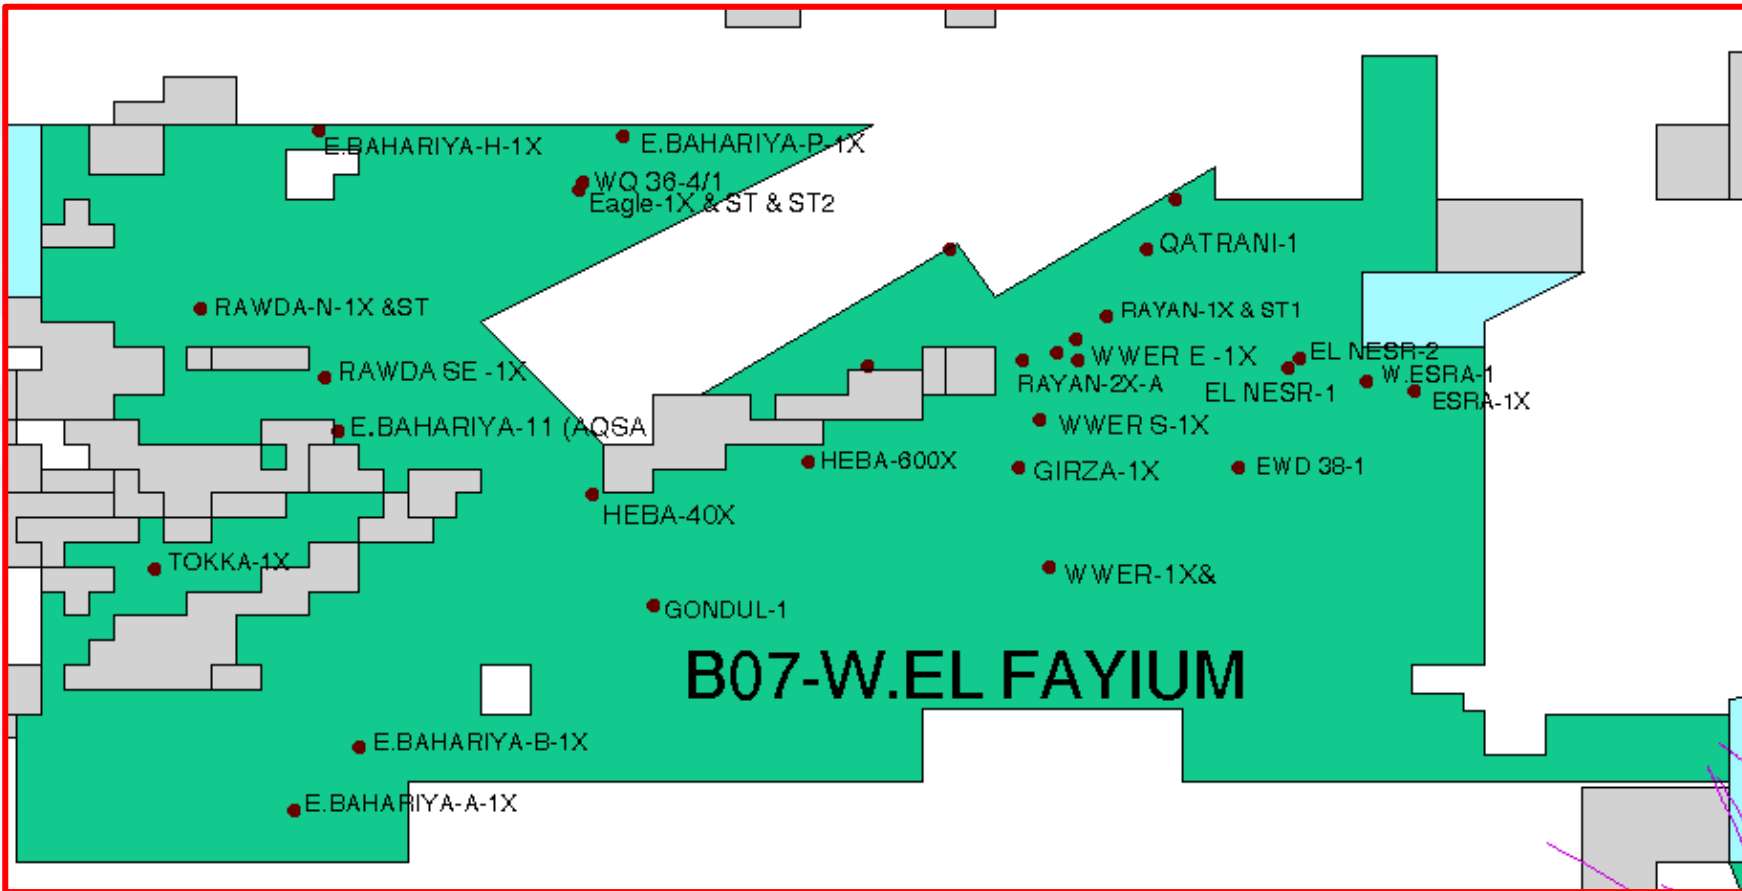 E.BAHARIYA-H-1X
E.BAHARIYA-P-1X
WQ 36-4/1
Eagle-1X & ST & ST2
QATRANI-1
RAWDA-N-1X &ST
RAYAN-1X & ST1
WWER E -1X
EL NESR-2
RAWDA SE -1X
RAYAN-2X-A
EL NESR-1
W.ESRA-1
ESRA-1X
E.BAHARIYA-11 (AQSA
WWER S-1X
HEBA-600X
GIRZA-1X
EWD 38-1
HEBA-40X
TOKKA-1X
WWER-1X&
GONDUL-1
B07-W.EL FAYIUM
E.BAHARIYA-B-1X
E.BAHARIYA-A-1X